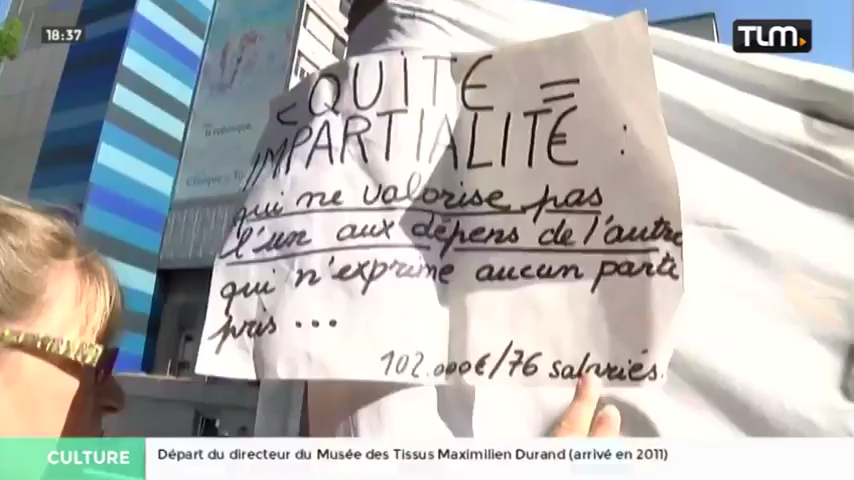 18:37
TLM.
EQUITE =
IMPARTIALITÉ :
qui ne valorise pas
l'un aux dépens de l'autre
qui n'exprime aucun parti
pris ...
102.000€/76 salariés.
CULTURE
Départ du directeur du Musée des Tissus Maximilien Durand (arrivé en 2011)